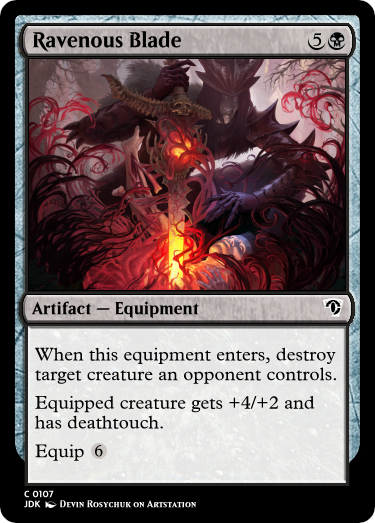 Ravenous Blade 5
Artifact — Equipment
When this equipment enters, destroy
target creature an opponent controls.
Equipped creature gets +4/+2 and
has deathtouch.
Equip 6
C 0107
JDK Devin Rosychuk on Artstation